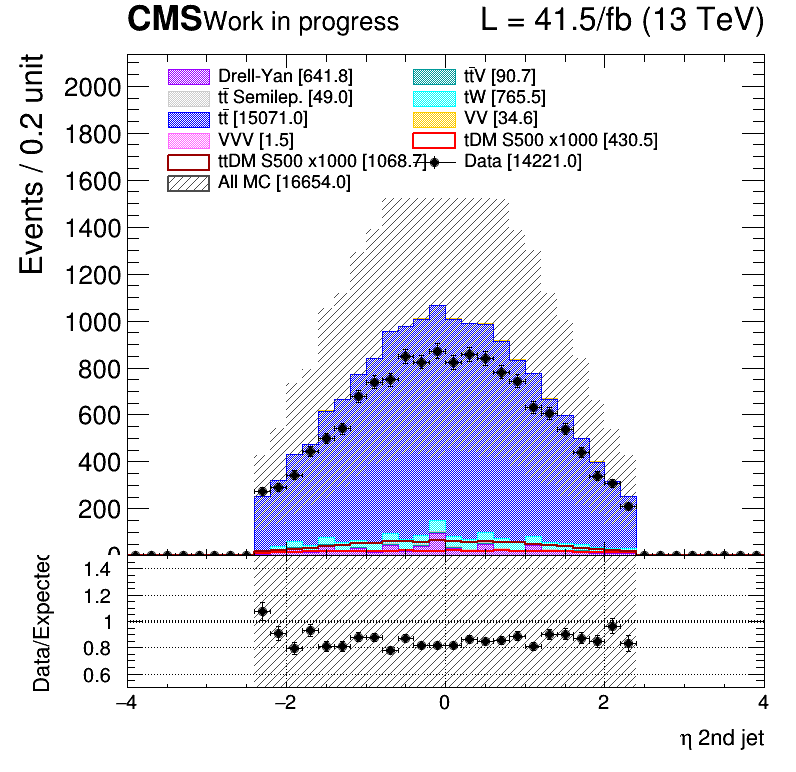 CMS Work in progress L = 41.5/fb (13 TeV)
Events / 0.2 unit
2000
1800
1600
1400
1200
1000
800
600
400
200
0
Drell-Yan [641.8]
tt̄V [90.7]
tt̄ Semilep. [49.0]
tW [765.5]
tt̄ [15071.0]
VV [34.6]
VVV [1.5]
tDM S500 x1000 [430.5]
ttDM S500 x1000 [1068.7]
Data [14221.0]
All MC [16654.0]
Data/Expected
1.4
1.2
1
0.8
0.6
−4 −2 0 2 4
η 2nd jet